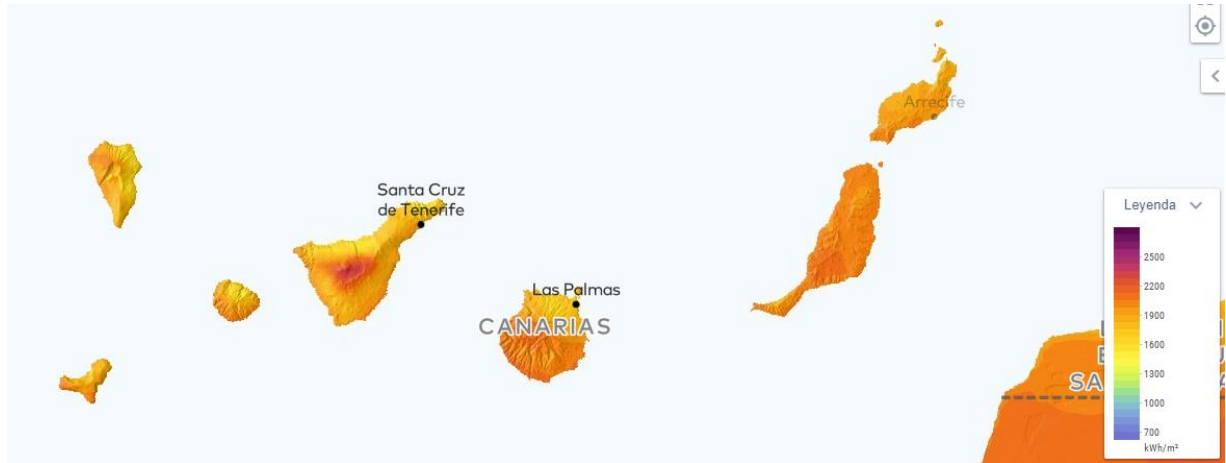 Arrecife
Santa Cruz
de Tenerife
Las Palmas
CANARIAS
Leyenda
2500
2200
1900
1600
1300
1000
700
kWh/m²